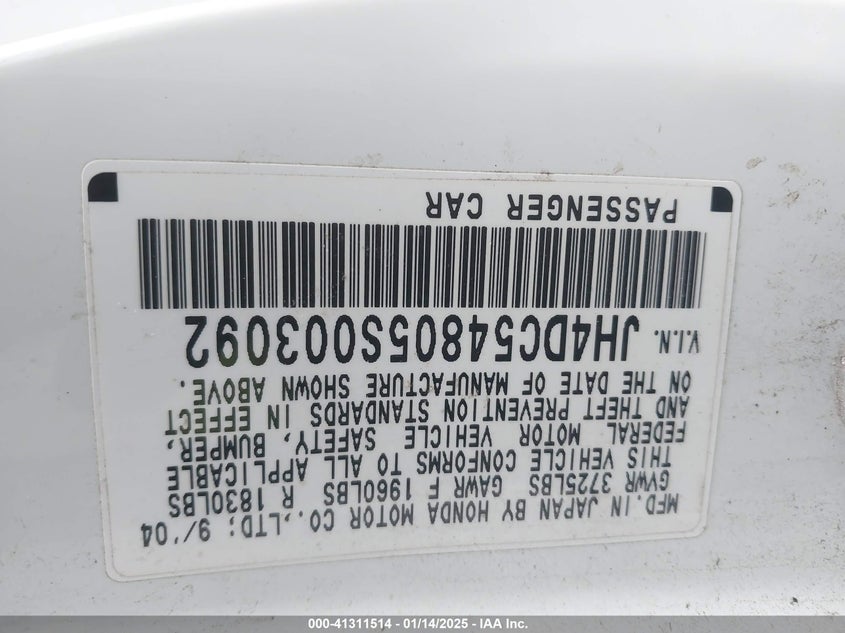 MFD. IN JAPAN BY HONDA MOTOR CO.,LTD: 9/'04
GVWR 3725LBS GAWR F 1960LBS R 1830LBS
THIS VEHICLE CONFORMS TO ALL APPLICABLE
FEDERAL MOTOR VEHICLE SAFETY, BUMPER,
AND THEFT PREVENTION STANDARDS IN EFFECT
ON THE DATE OF MANUFACTURE SHOWN ABOVE.
V.I.N. JH4DC54805S003092
PASSENGER CAR
000-41311514 - 01/14/2025 - IAA Inc.